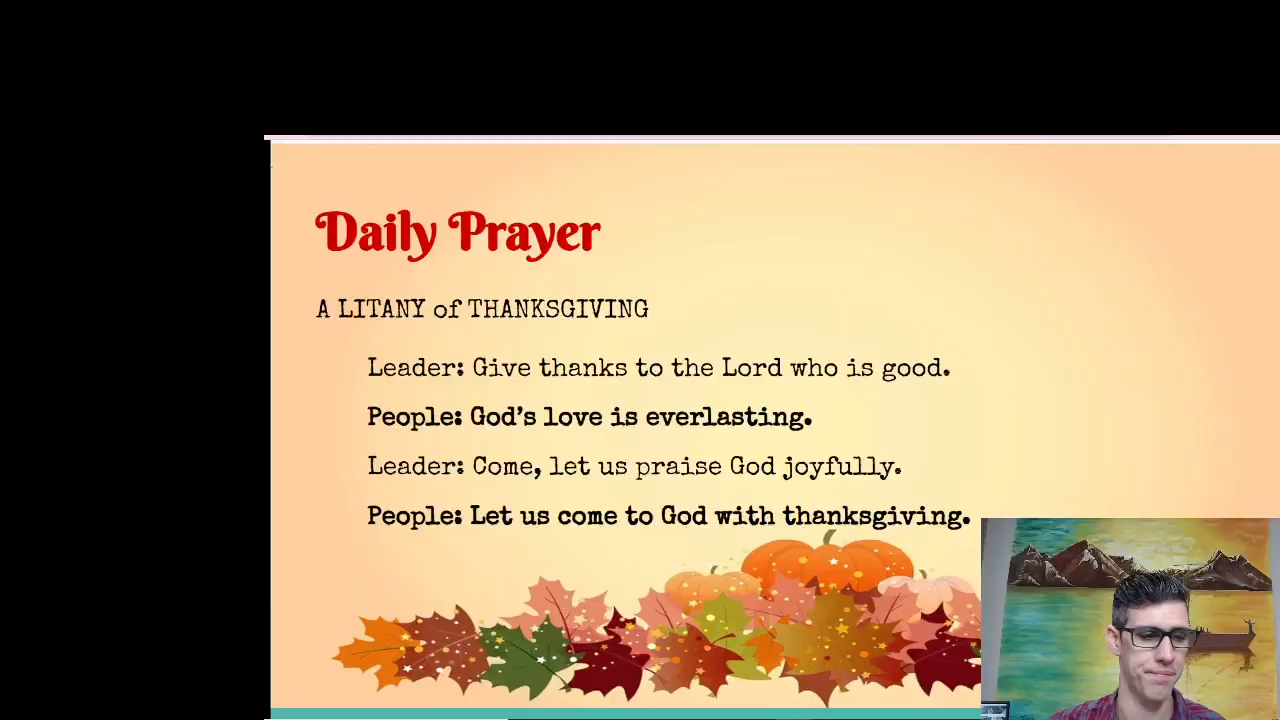 Daily Prayer
A LITANY of THANKSGIVING
Leader: Give thanks to the Lord who is good.
People: God’s love is everlasting.
Leader: Come, let us praise God joyfully.
People: Let us come to God with thanksgiving.